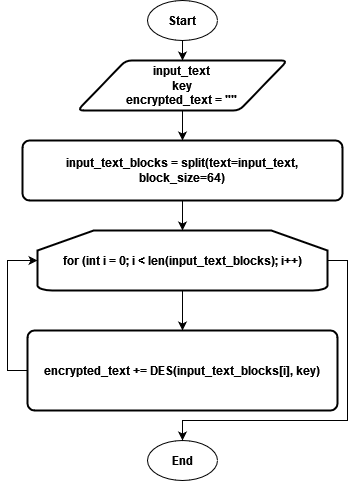 Start
input_text
key
encrypted_text = ""
input_text_blocks = split(text=input_text,
block_size=64)
for (int i = 0; i < len(input_text_blocks); i++)
encrypted_text += DES(input_text_blocks[i], key)
End